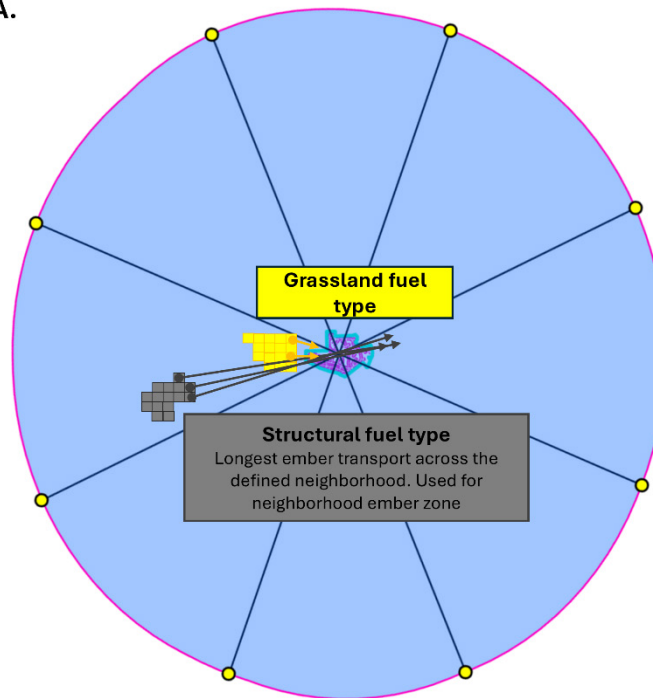 A.
Grassland fuel
type
Structural fuel type
Longest ember transport across the
defined neighborhood. Used for
neighborhood ember zone